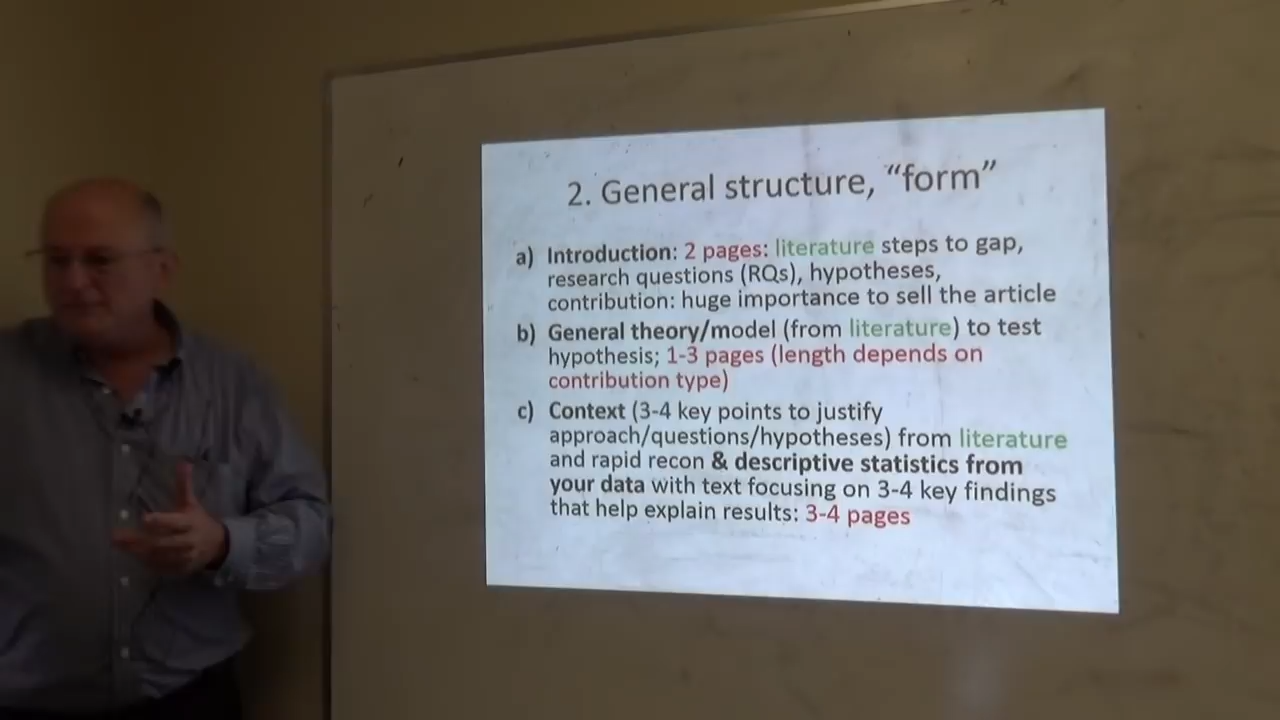 2. General structure, “form”
a) Introduction: 2 pages: literature steps to gap,
research questions (RQs), hypotheses,
contribution: huge importance to sell the article
b) General theory/model (from literature) to test
hypothesis; 1-3 pages (length depends on
contribution type)
c) Context (3-4 key points to justify
approach/questions/hypotheses) from literature
and rapid recon & descriptive statistics from
your data with text focusing on 3-4 key findings
that help explain results: 3-4 pages